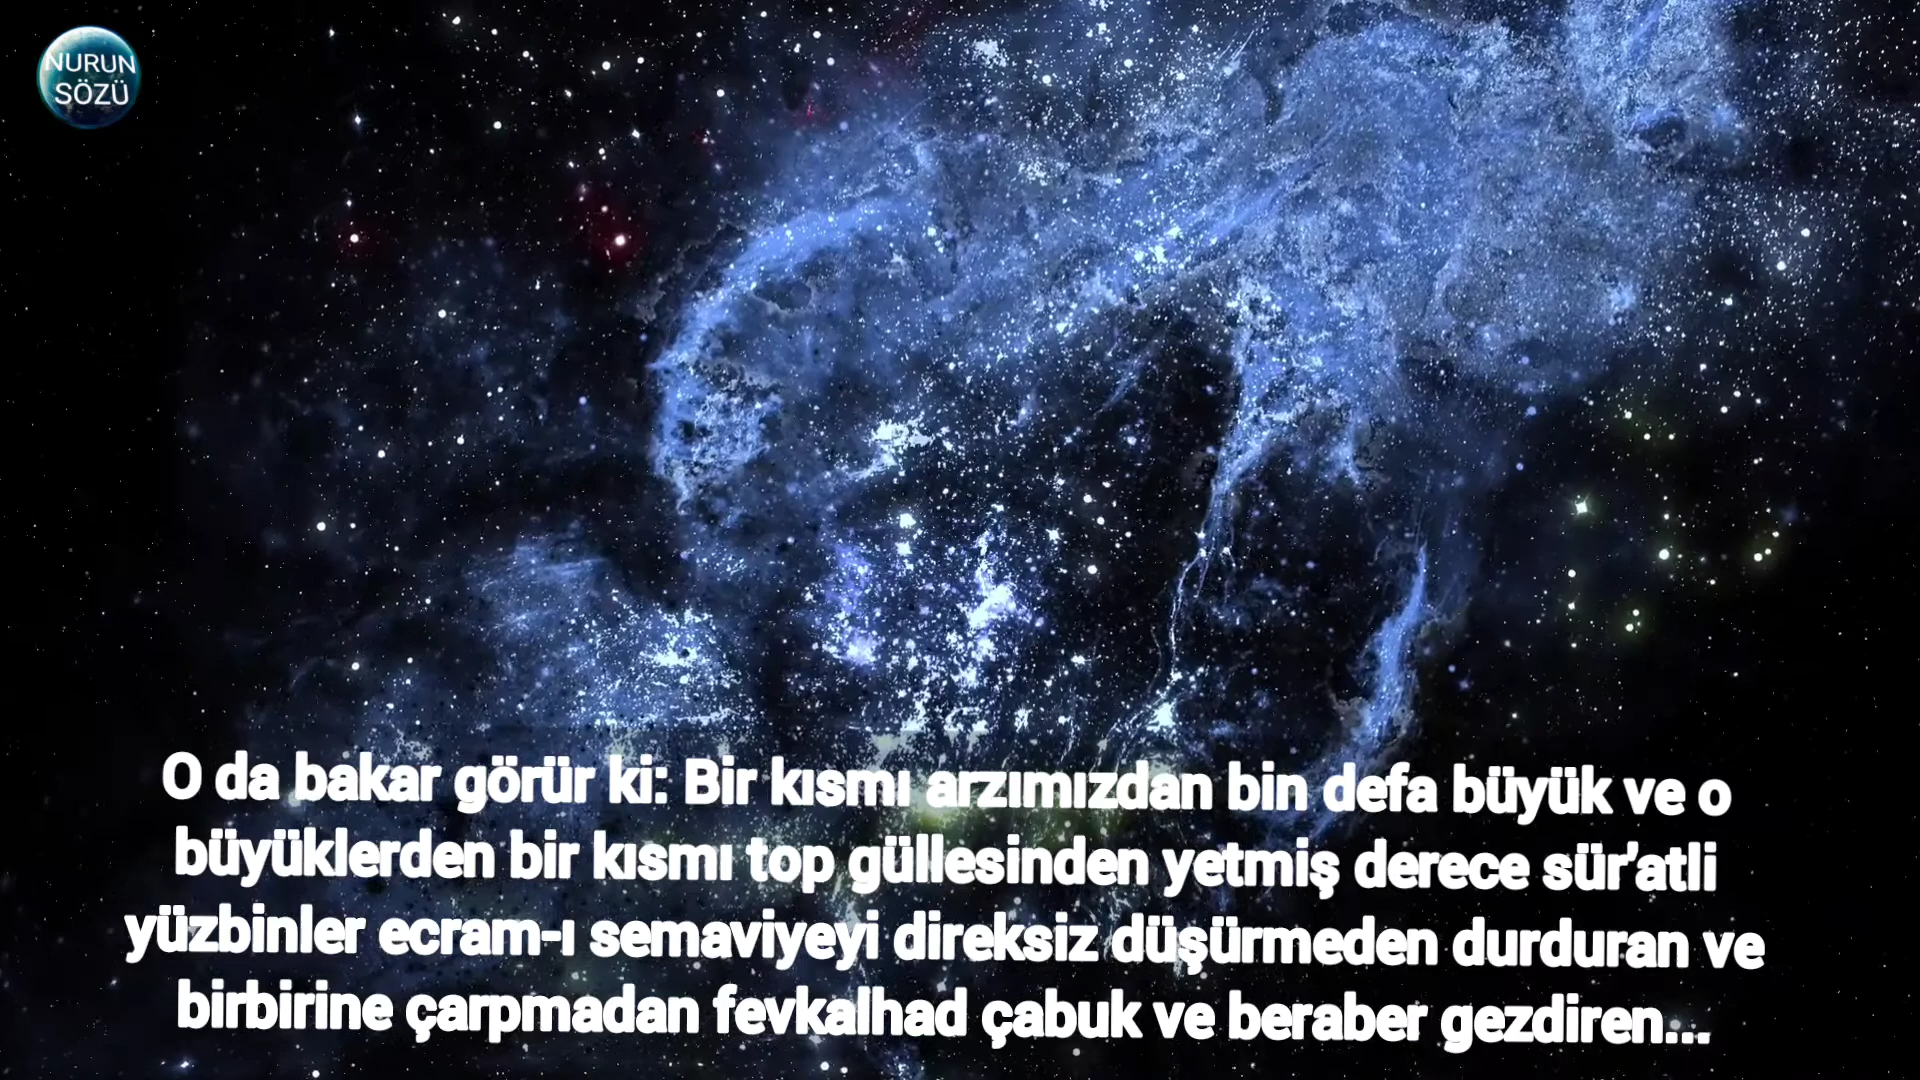 NURUN
SÖZÜ
O da bakar görür ki: Bir kısmı arzımızdan bin defa büyük ve o
büyüklerden bir kısmı top güllesinden yetmiş derece sür'atli
yüzbinler ecram-ı semaviyeyi direksiz düşürmeden durduran ve
birbirine çarpmadan fevkalhad çabuk ve beraber gezdiren...